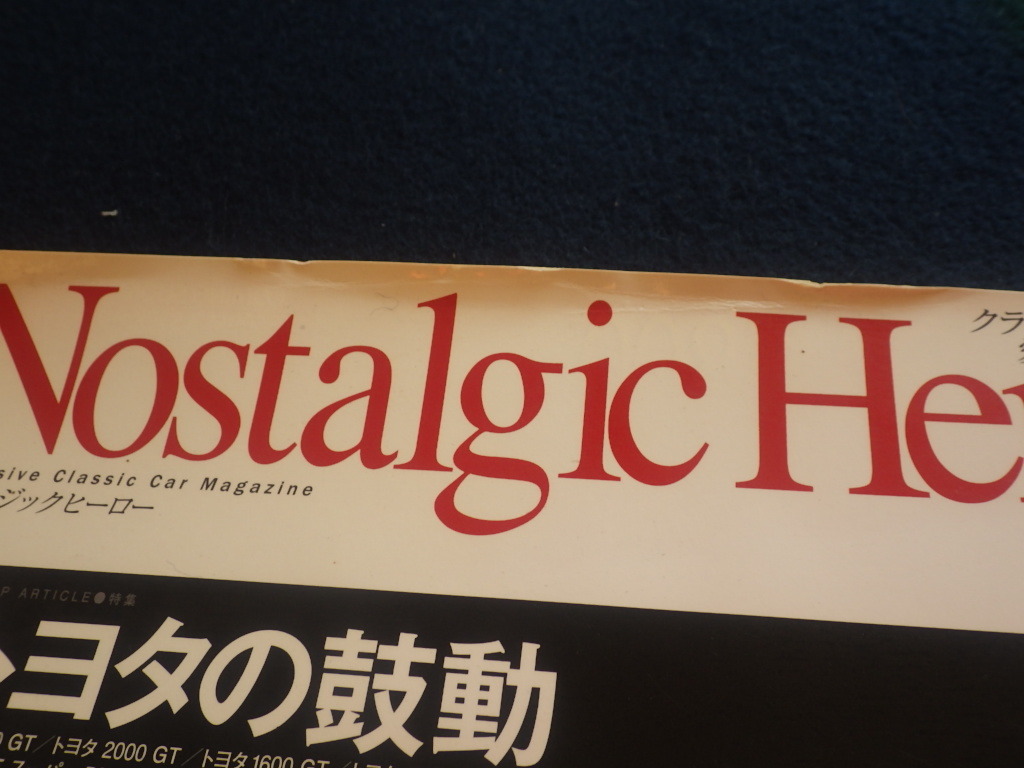 Nostalgic He
クラ
sive Classic Car Magazine
ジックヒーロー
P ARTICLE●特集
トヨタの鼓動
GT／トヨタ 2000 GT／トヨタ 1600 GT